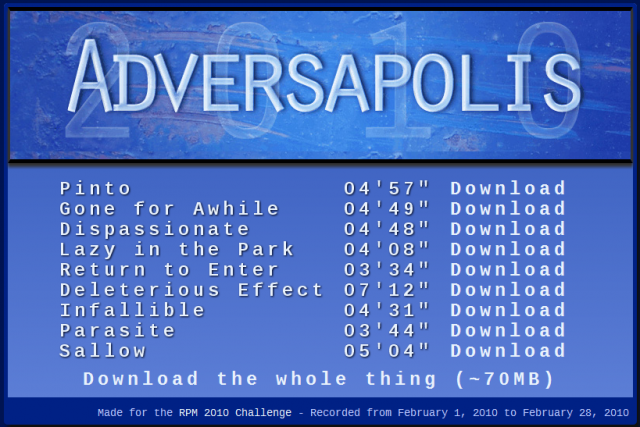 2010
ADVERSAPOLIS
Pinto 04'57" Download
Gone for Awhile 04'49" Download
Dispassionate 04'48" Download
Lazy in the Park 04'08" Download
Return to Enter 03'34" Download
Deleterious Effect 07'12" Download
Infallible 04'31" Download
Parasite 03'44" Download
Sallow 05'04" Download
Download the whole thing (~70MB)
Made for the RPM 2010 Challenge - Recorded from February 1, 2010 to February 28, 2010